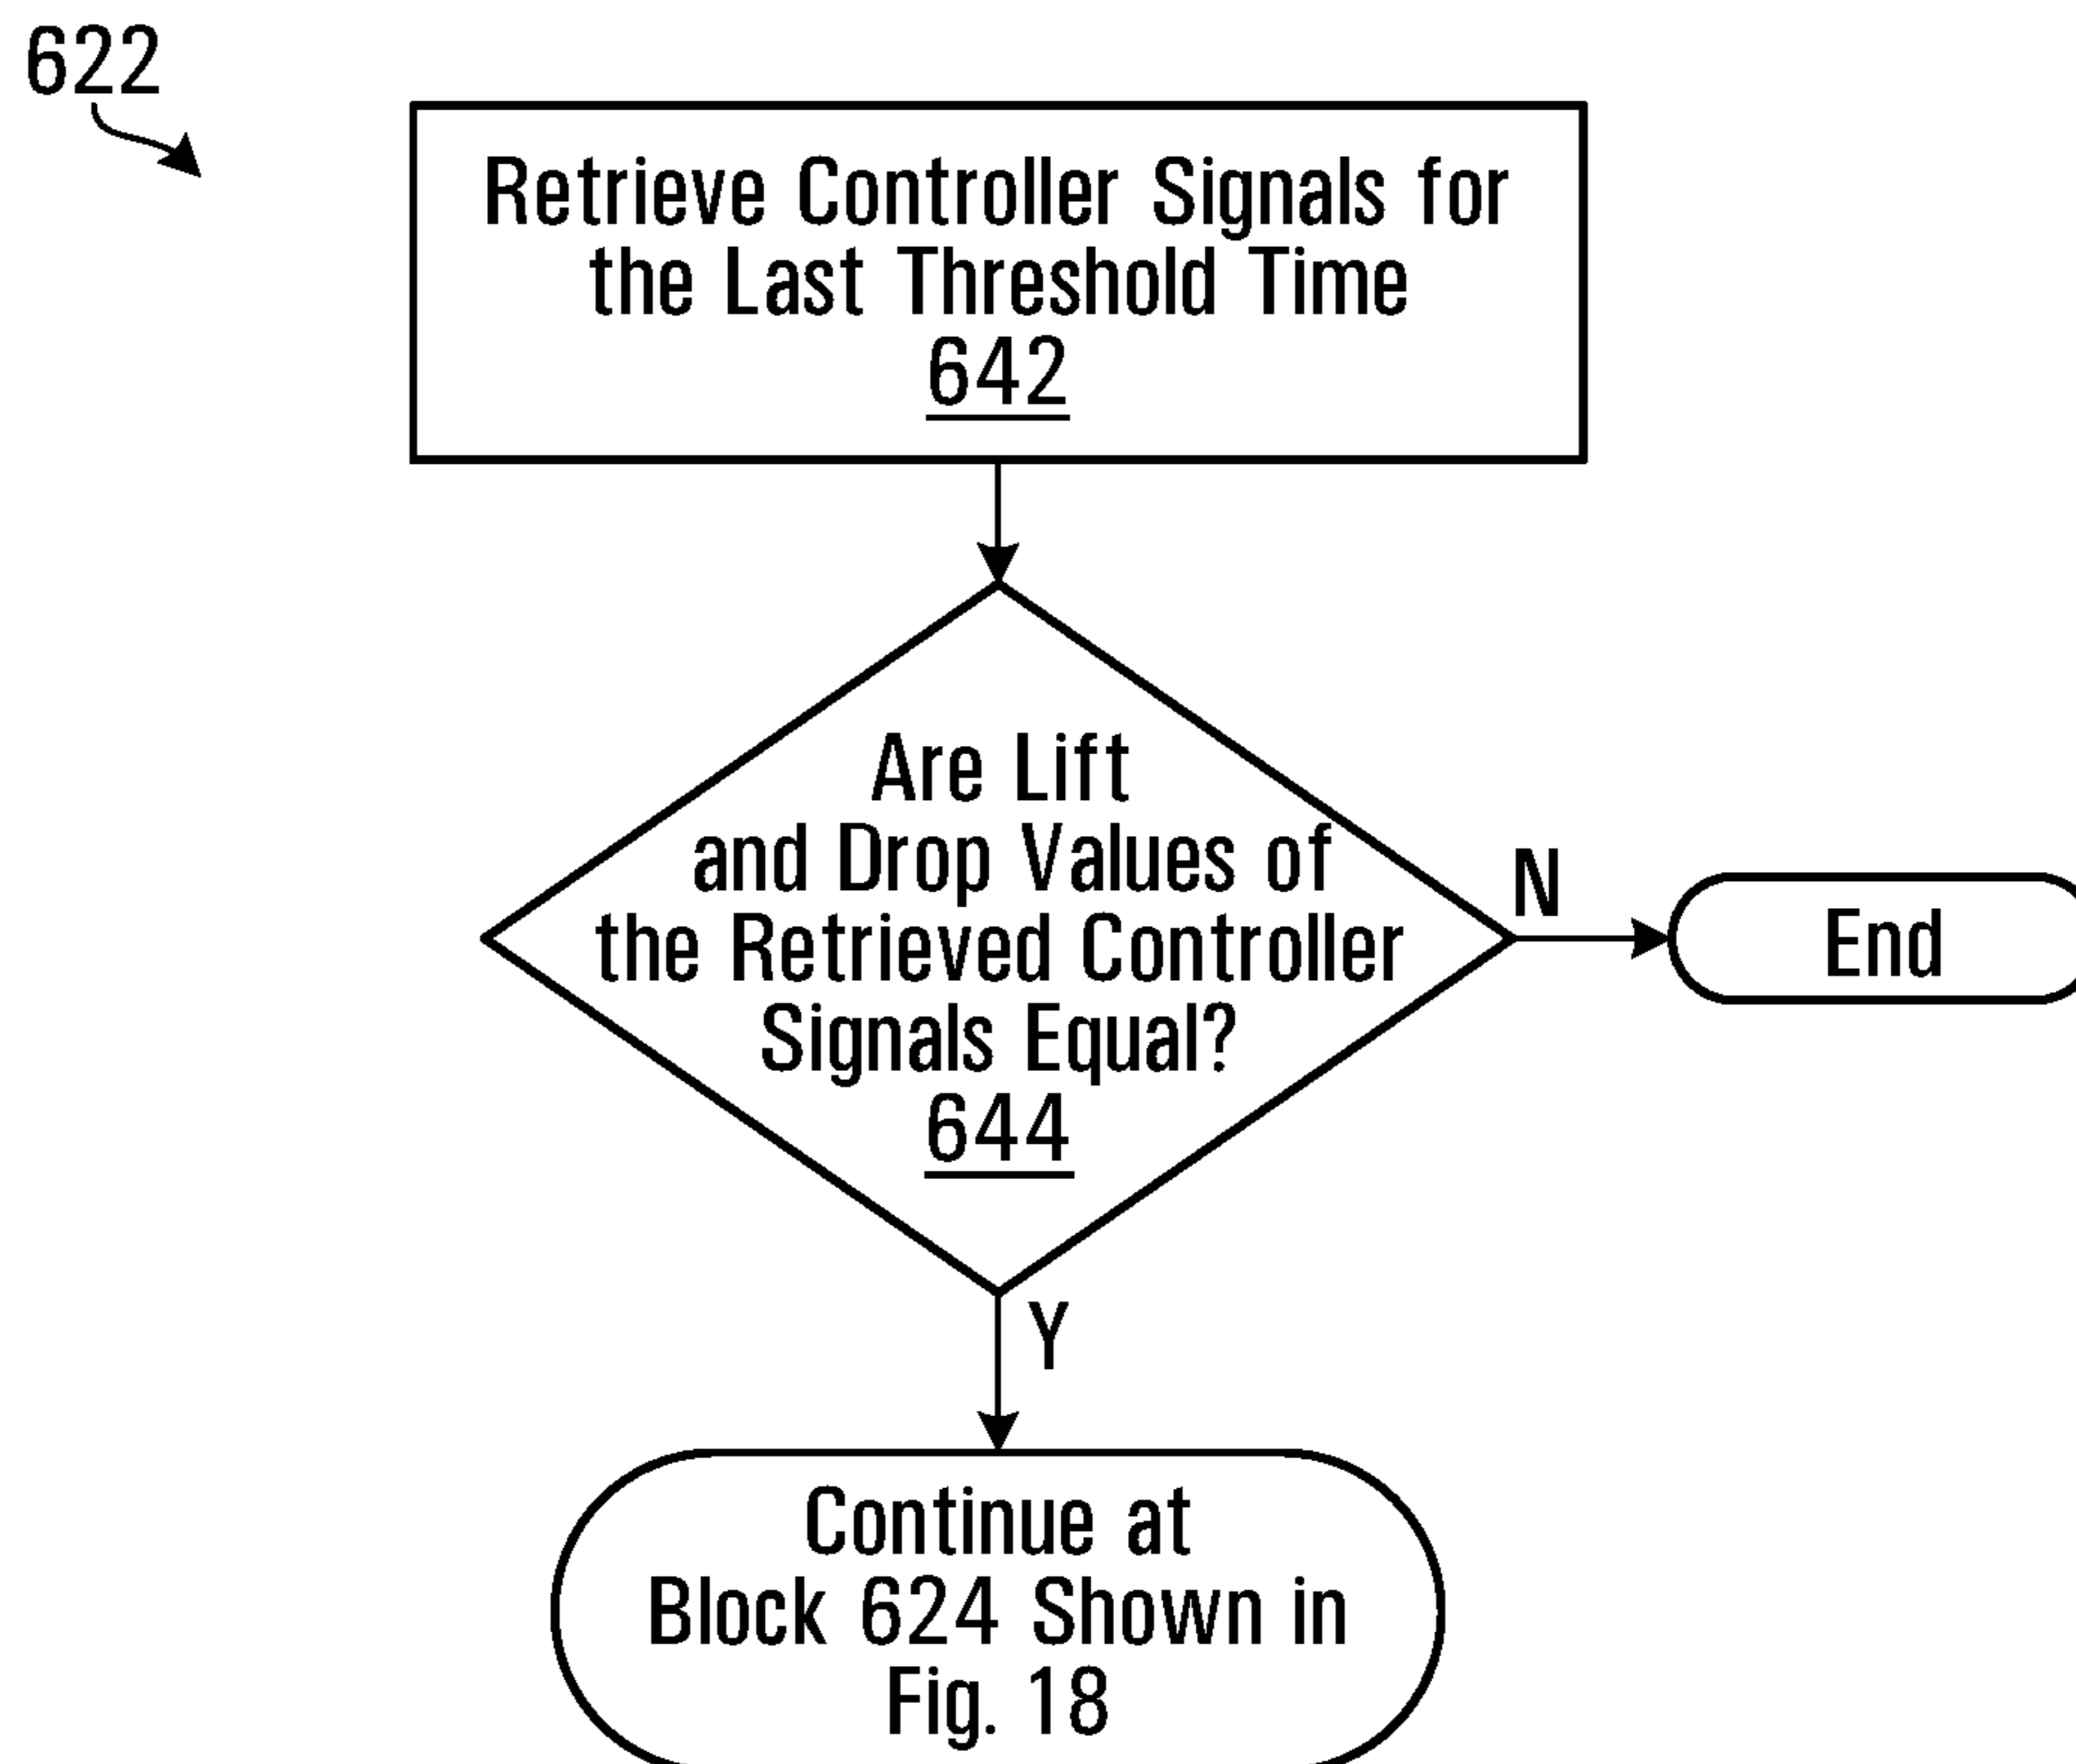 622
Retrieve Controller Signals for
the Last Threshold Time
642
Are Lift
and Drop Values of
the Retrieved Controller
Signals Equal?
644
N
End
Y
Continue at
Block 624 Shown in
Fig. 18